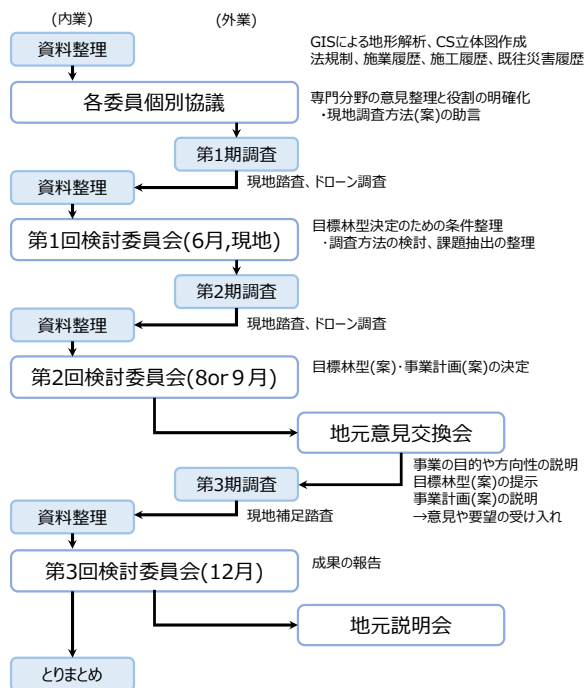 (内業)
(外業)
資料整理
GISによる地形解析、CS立体図作成
法規制、施業履歴、施工履歴、既往災害履歴
各委員個別協議
専門分野の意見整理と役割の明確化
・現地調査方法(案)の助言
第1期調査
資料整理
現地踏査、ドローン調査
第1回検討委員会(6月,現地)
目標林型決定のための条件整理
・調査方法の検討、課題抽出の整理
第2期調査
資料整理
現地踏査、ドローン調査
第2回検討委員会(8or９月)
目標林型(案)・事業計画(案)の決定
地元意見交換会
事業の目的や方向性の説明
目標林型(案)の提示
事業計画(案)の説明
→意見や要望の受け入れ
第3期調査
資料整理
現地補足踏査
第3回検討委員会(12月)
成果の報告
地元説明会
とりまとめ